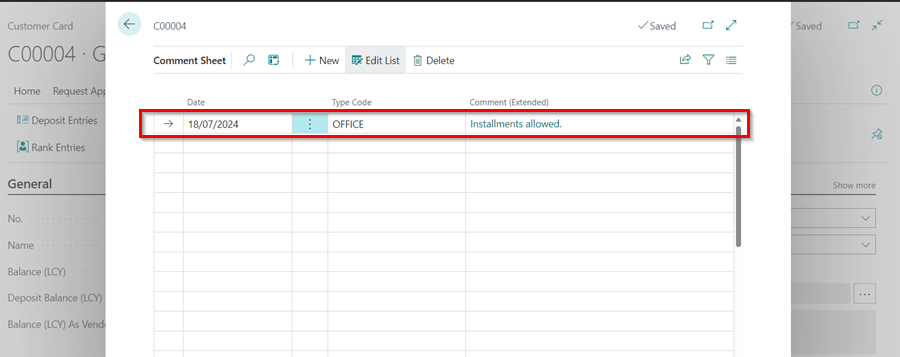 Customer Card
C00004
Saved
Saved
C00004 · G
Comment Sheet
New
Edit List
Delete
Home Request App
Date Type Code Comment (Extended)
Deposit Entries
18/07/2024 OFFICE Installments allowed.
Rank Entries
General
Show more
No.
Name
Balance (LCY)
Deposit Balance (LCY)
Balance (LCY) As Vendo